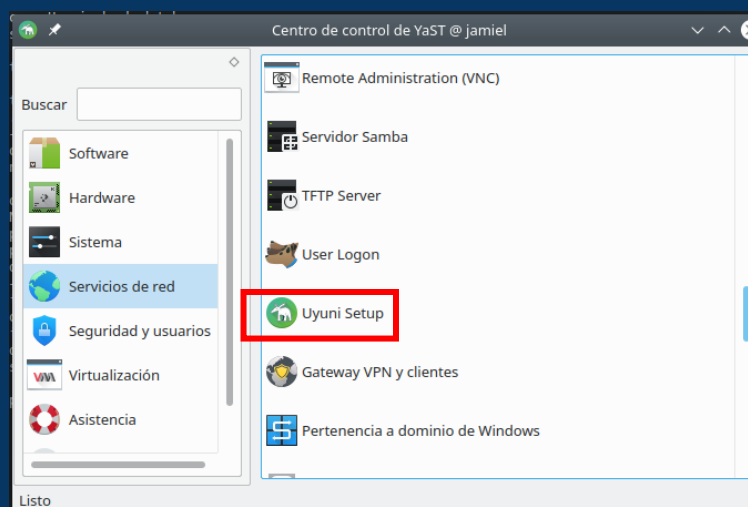 Centro de control de YaST @ jamiel
Buscar
Software
Hardware
Sistema
Servicios de red
Seguridad y usuarios
Virtualización
Asistencia
Remote Administration (VNC)
Servidor Samba
TFTP Server
User Logon
Uyuni Setup
Gateway VPN y clientes
Pertenencia a dominio de Windows
Listo